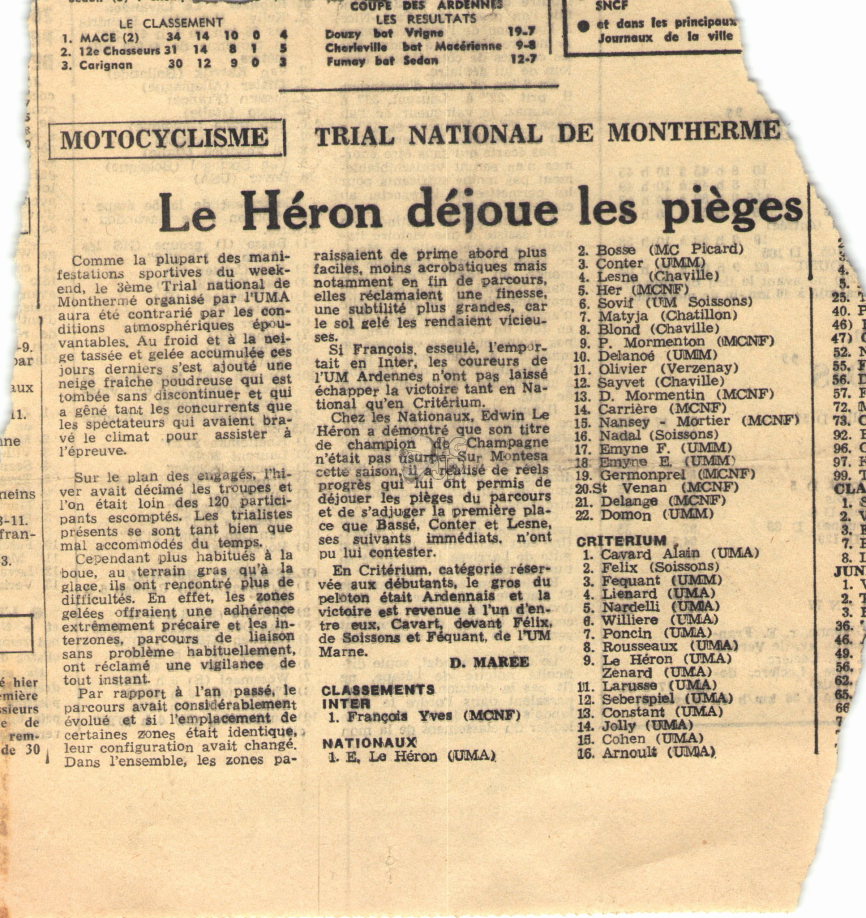 LE CLASSEMENT
1. MACE (2) 34 14 10 0 4
2. 12e Chasseurs 31 14 8 1 5
3. Carignan 30 12 9 0 3
COUPE DES ARDENNES
LES RESULTATS
Douzy bat Vrigne 19-7
Charleville bat Macérienne 9-8
Fumay bat Sedan 12-7
SNCF
● et dans les principaux
Journaux de la ville
MOTOCYCLISME
TRIAL NATIONAL DE MONTHERME
Le Héron déjoue les pièges
Comme la plupart des mani-
festations sportives du week-
end, le 3ème Trial national de
Monthermé organisé par l'UMA
aura été contrarié par les con-
ditions atmosphériques épou-
vantables. Au froid et à la nei-
ge tassée et gelée accumulée ces
jours derniers s'est ajouté une
neige fraîche poudreuse qui est
tombée sans discontinuer et qui
a gêné tant les concurrents que
les spectateurs qui avaient bra-
vé le climat pour assister à
l'épreuve.
Sur le plan des engagés, l'hi-
ver avait décimé les troupes et
l'on était loin des 120 partici-
pants escomptés. Les trialistes
présents se sont tant bien que
mal accommodés du temps.
Cependant plus habitués à la
boue, au terrain gras qu'à la
glace, ils ont rencontré plus de
difficultés. En effet, les zones
gelées offraient une adhérence
extrêmement précaire et les in-
terzones, parcours de liaison
sans problème habituellement,
ont réclamé une vigilance de
tout instant.
Par rapport à l'an passé, le
parcours avait considérablement
évolué et si l'emplacement de
certaines zones était identique,
leur configuration avait changé.
Dans l'ensemble, les zones pa-
raissaient de prime abord plus
faciles, moins acrobatiques mais
notamment en fin de parcours,
elles réclamaient une finesse,
une subtilité plus grandes, car
le sol gelé les rendaient vicieu-
ses.
Si François, esseulé, l'empor-
tait en Inter, les coureurs de
l'UM Ardennes n'ont pas laissé
échapper la victoire tant en Na-
tional qu'en Critérium.
Chez les Nationaux, Edwin Le
Héron a démontré que son titre
de champion de Champagne
n'était pas usurpé. Sur Montesa
cette saison, il a réalisé de réels
progrès qui lui ont permis de
déjouer les pièges du parcours
et de s'adjuger la première pla-
ce que Bassé, Conter et Lesne,
ses suivants immédiats, n'ont
pu lui contester.
En Critérium, catégorie réser-
vée aux débutants, le gros du
peloton était Ardennais et la
victoire est revenue à l'un d'en-
tre eux, Cavart, devant Félix,
de Soissons et Féquant, de l'UM
Marne.
D. MARÉE
CLASSEMENTS
INTER
1. François Yves (MCNF)
NATIONAUX
1. E. Le Héron (UMA)
2. Bosse (MC Picard)
3. Conter (UMM)
4. Lesne (Chaville)
5. Her (MCNF)
6. Sovif (UM Soissons)
7. Matyja (Chatillon)
8. Blond (Chaville)
9. P. Mormenton (MCNF)
10. Delanoé (UMM)
11. Olivier (Verzenay)
12. Sayvet (Chaville)
13. D. Mormentin (MCNF)
14. Carrière (MCNF)
15. Nansey - Mortier (MCNF)
16. Nadal (Soissons)
17. Emyne F. (UMM)
18. Emyne E. (UMM)
19. Germonprel (MCNF)
20.St Venan (MCNF)
21. Delange (MCNF)
22. Domon (UMM)
CRITERIUM
1. Cavard Alain (UMA)
2. Felix (Soissons)
3. Fequant (UMM)
4. Lienard (UMA)
5. Nardelli (UMA)
6. Williere (UMA)
7. Poncin (UMA)
8. Rousseaux (UMA)
9. Le Héron (UMA)
Zenard (UMA)
11. Larusse (UMA)
12. Seberspiel (UMA)
13. Constant (UMA)
14. Jolly (UMA)
15. Cohen (UMA)
16. Arnoult (UMA)